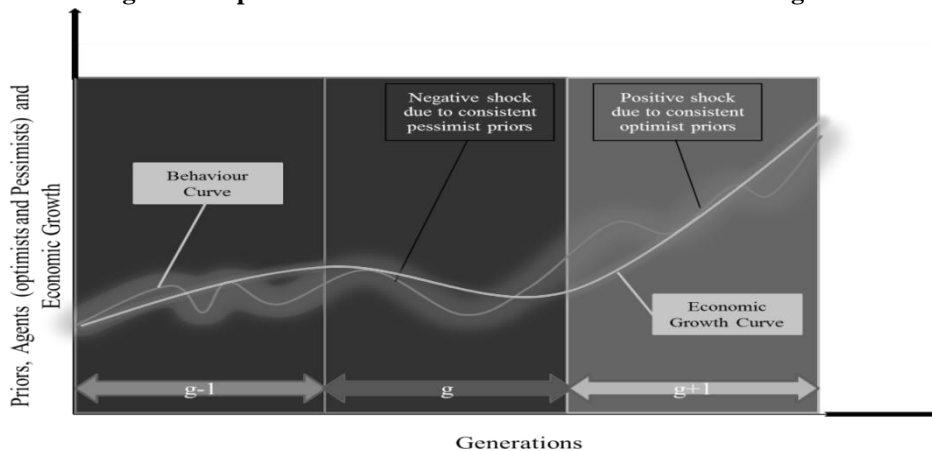 Negative shock
due to consistent
pessimist priors
Positive shock
due to consistent
optimist priors
Behaviour
Curve
Economic
Growth Curve
g-1
g
g+1
Generations
Priors, Agents (optimists and Pessimists) and
Economic Growth